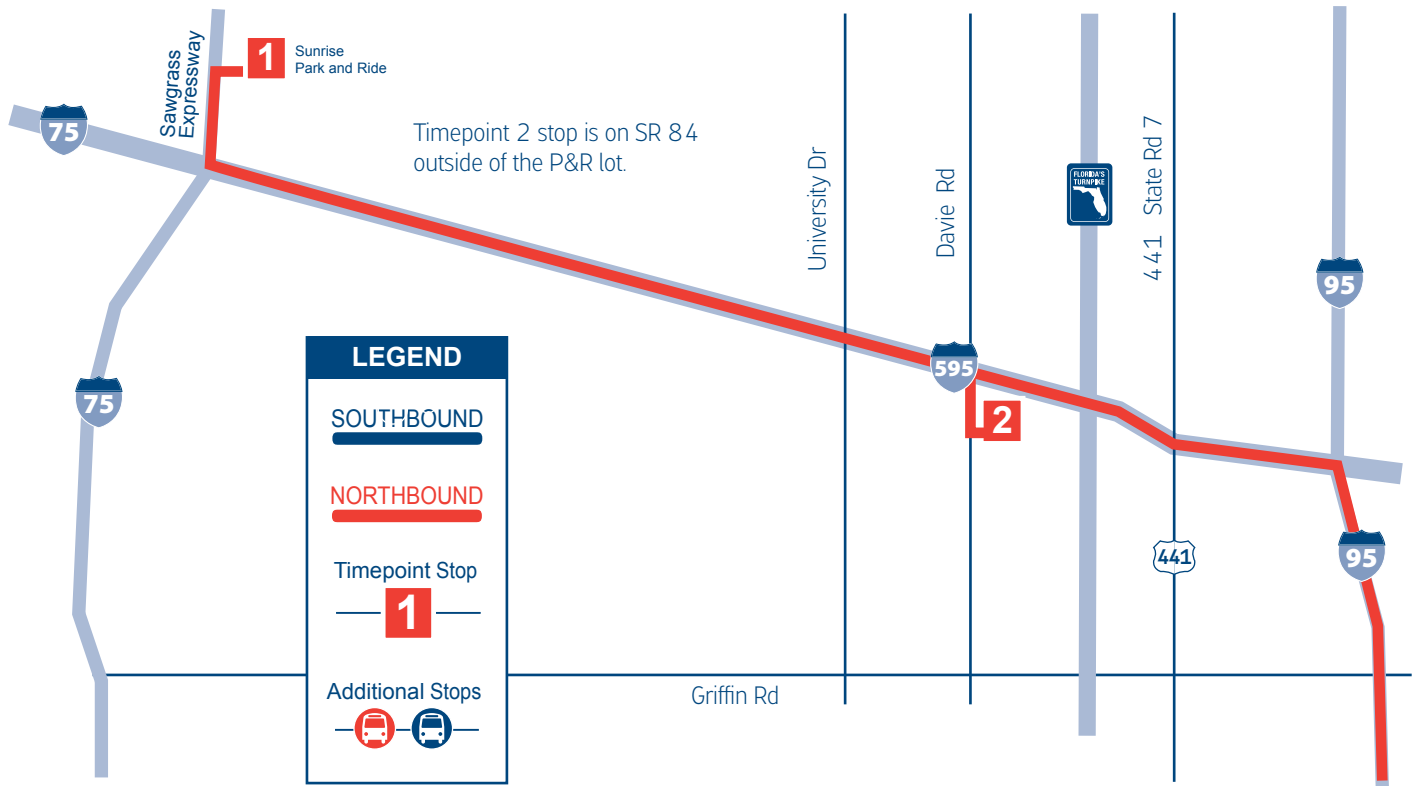 Sawgrass
Expressway
1
Sunrise
Park and Ride
75
Timepoint 2 stop is on SR 84
outside of the P&R lot.
University Dr
Davie Rd
FLORIDA'S
TURNPIKE
441 State Rd 7
95
595
2
75
LEGEND
SOUTHBOUND
NORTHBOUND
Timepoint Stop
1
Additional Stops
441
95
Griffin Rd